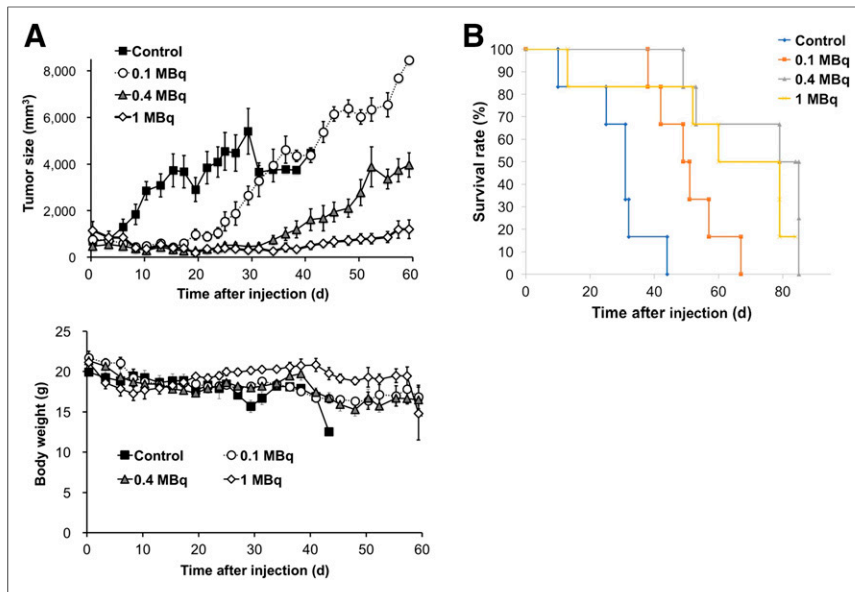 A
Control
0.1 MBq
0.4 MBq
1 MBq
Tumor size (mm³)
8,000
6,000
4,000
2,000
0
0 10 20 30 40 50 60
Time after injection (d)
Body weight (g)
25
20
15
10
5
0
Control 0.1 MBq
0.4 MBq 1 MBq
0 10 20 30 40 50 60
Time after injection (d)
B
Control
0.1 MBq
0.4 MBq
1 MBq
Survival rate (%)
100
90
80
70
60
50
40
30
20
10
0
0 20 40 60 80
Time after injection (d)